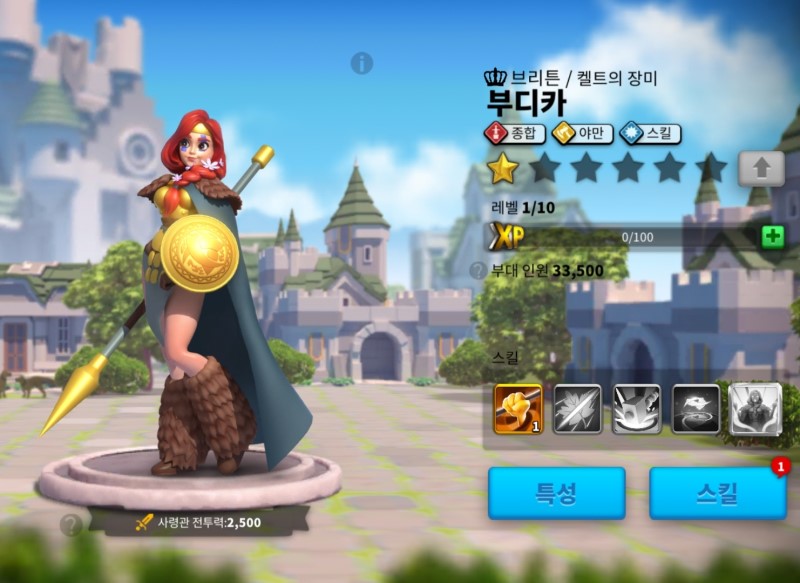 브리튼 / 켈트의 장미
부디카
종합 야만 스킬
레벨 1/10
XP 0/100
부대 인원 33,500
스킬
1
특성 스킬 1
사령관 전투력:2,500